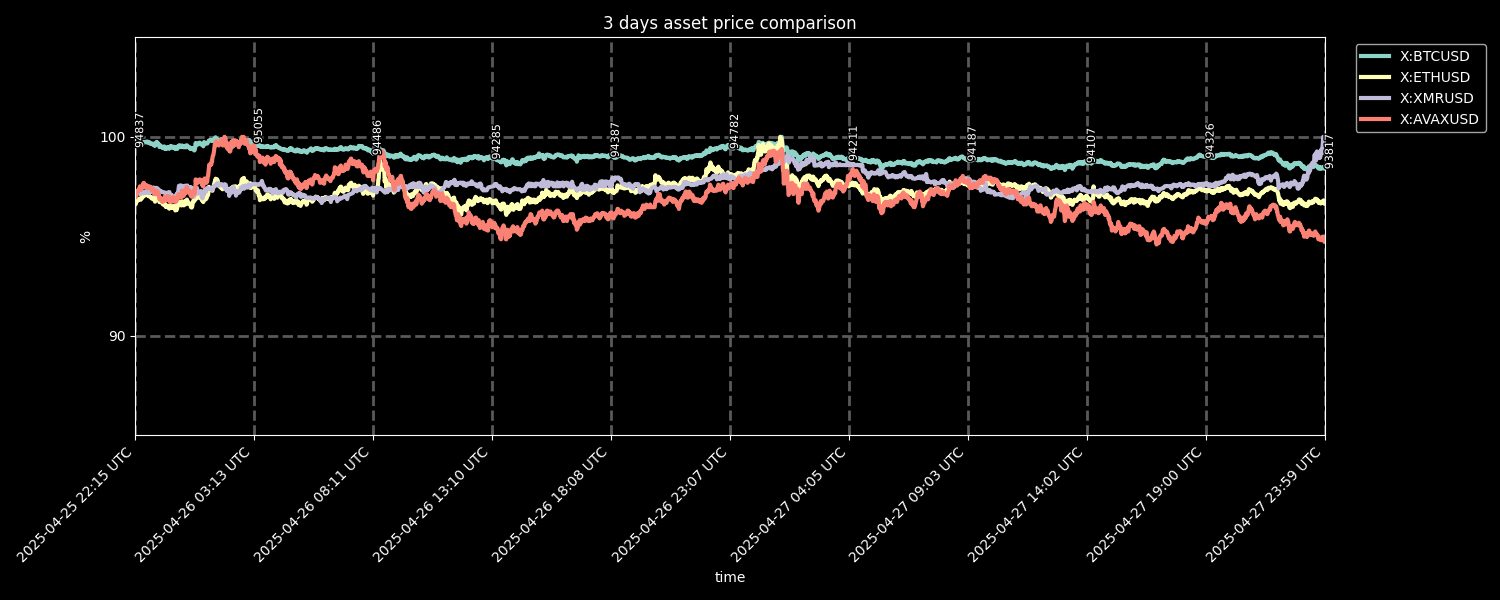 3 days asset price comparison
X:BTCUSD
X:ETHUSD
X:XMRUSD
X:AVAXUSD
100
90
%
94837
95055
94486
94285
94387
94782
94211
94187
94107
94326
93817
2025-04-25 22:15 UTC
2025-04-26 03:13 UTC
2025-04-26 08:11 UTC
2025-04-26 13:10 UTC
2025-04-26 18:08 UTC
2025-04-26 23:07 UTC
2025-04-27 04:05 UTC
2025-04-27 09:03 UTC
2025-04-27 14:02 UTC
2025-04-27 19:00 UTC
2025-04-27 23:59 UTC
time